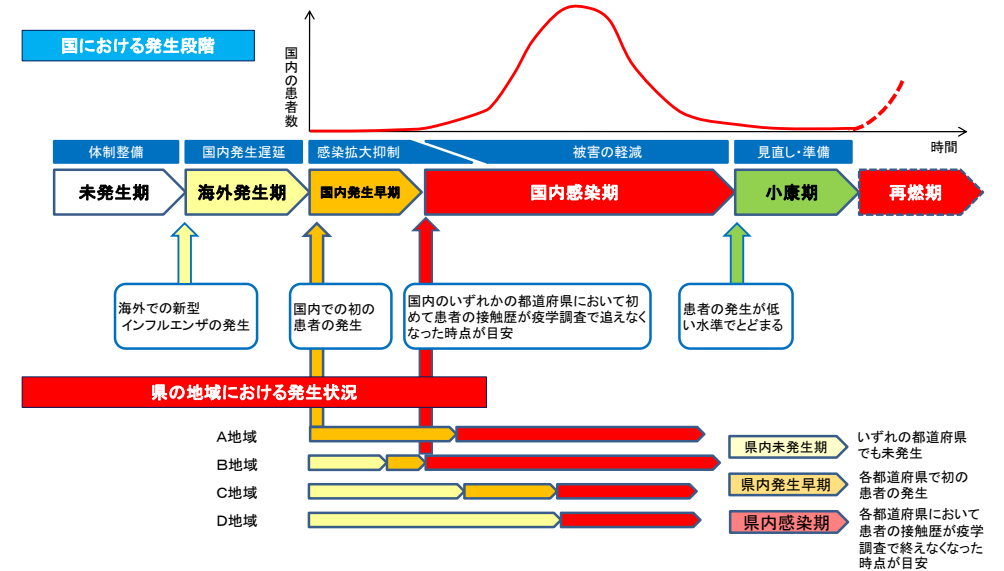 国における発生段階
国内の患者数
時間
体制整備
国内発生遅延
感染拡大抑制
被害の軽減
見直し・準備
未発生期
海外発生期
国内発生早期
国内感染期
小康期
再燃期
海外での新型
インフルエンザの発生
国内での初の
患者の発生
国内のいずれかの都道府県において初
めて患者の接触歴が疫学調査で追えなく
なった時点が目安
患者の発生が低
い水準でとどまる
県の地域における発生状況
A地域
B地域
C地域
D地域
県内未発生期
いずれの都道府県
でも未発生
県内発生早期
各都道府県で初の
患者の発生
県内感染期
各都道府県において
患者の接触歴が疫学
調査で終えなくなった
時点が目安